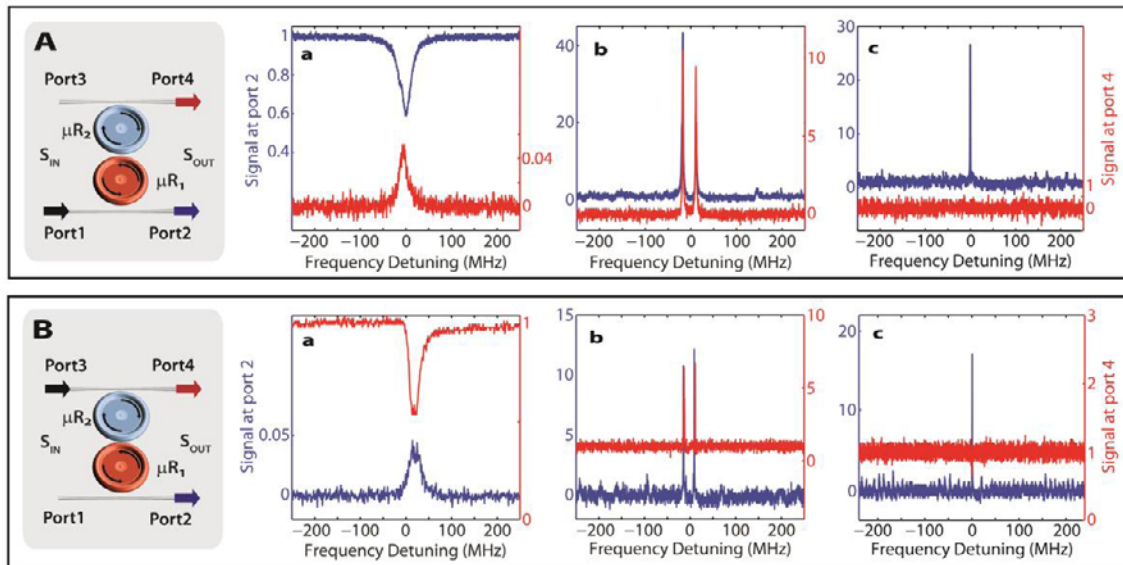 A
Port3 Port4
μR2
SIN SOUT
μR1
Port1 Port2
a
Signal at port 2
1
0.8
0.6
0.4
0.04
0
−200 −100 0 100 200
Frequency Detuning (MHz)
b
40
20
0
10
5
0
−200 −100 0 100 200
Frequency Detuning (MHz)
c
30
20
10
0
1
0
Signal at port 4
−200 −100 0 100 200
Frequency Detuning (MHz)
B
Port3 Port4
μR2
SIN SOUT
μR1
Port1 Port2
a
Signal at port 2
0.05
0
1
0
−200 −100 0 100 200
Frequency Detuning (MHz)
b
15
10
5
0
10
5
0
−200 −100 0 100 200
Frequency Detuning (MHz)
c
20
10
0
3
2
1
0
Signal at port 4
−200 −100 0 100 200
Frequency Detuning (MHz)